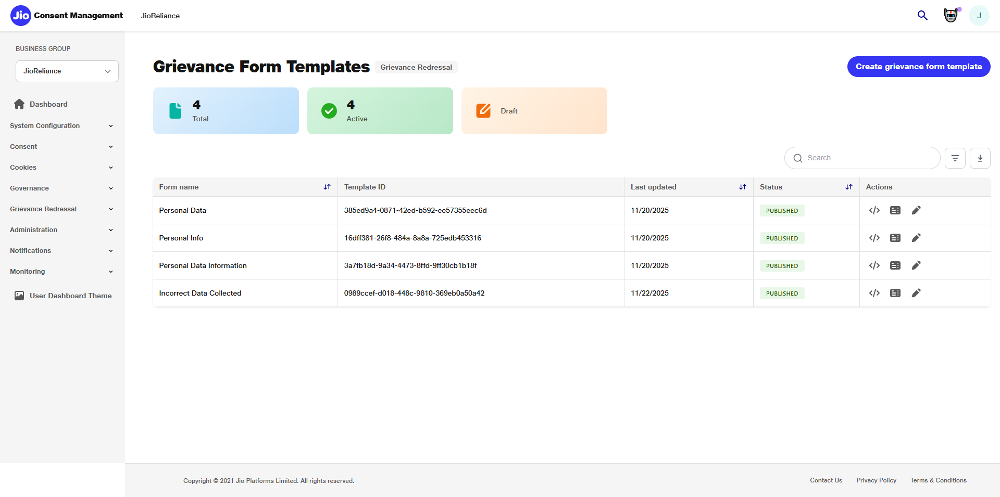 Jio Consent Management JioReliance J
BUSINESS GROUP
JioReliance
Dashboard
System Configuration
Consent
Cookies
Governance
Grievance Redressal
Administration
Notifications
Monitoring
User Dashboard Theme
Grievance Form Templates Grievance Redressal Create grievance form template
4
Total
4
Active
Draft
Search
Form name Template ID Last updated Status Actions
Personal Data 385ed9a4-0871-42ed-b592-ee57355eec6d 11/20/2025 PUBLISHED
Personal Info 16dff381-26f8-484a-8a8a-725edb453316 11/20/2025 PUBLISHED
Personal Data Information 3a7fb18d-9a34-4473-8ffd-9ff30cb1b18f 11/20/2025 PUBLISHED
Incorrect Data Collected 0989ccef-d018-448c-9810-369eb0a50a42 11/22/2025 PUBLISHED
Copyright © 2021 Jio Platforms Limited. All rights reserved. Contact Us Privacy Policy Terms & Conditions